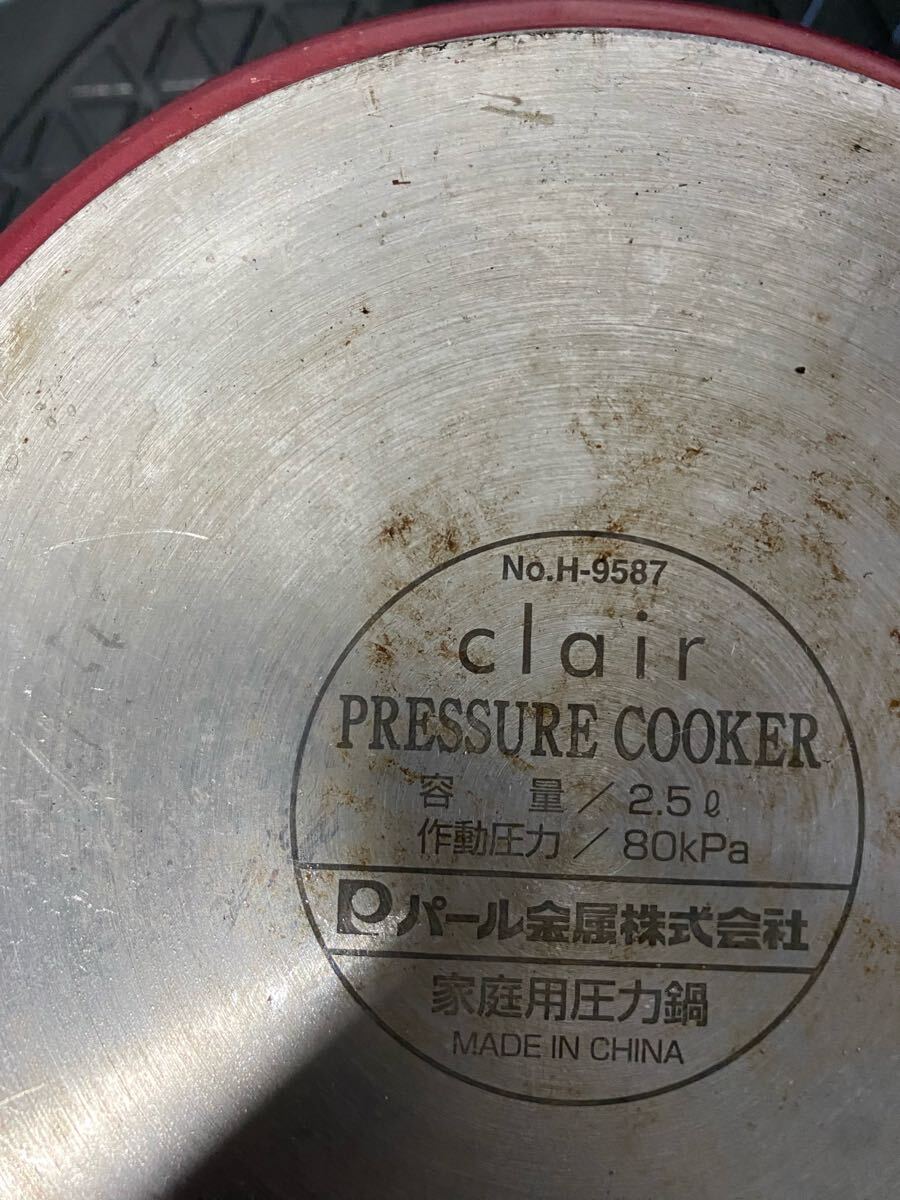 No.H-9587
clair
PRESSURE COOKER
容　量／2.5ℓ
作動圧力／80kPa
パール金属株式会社
家庭用圧力鍋
MADE IN CHINA